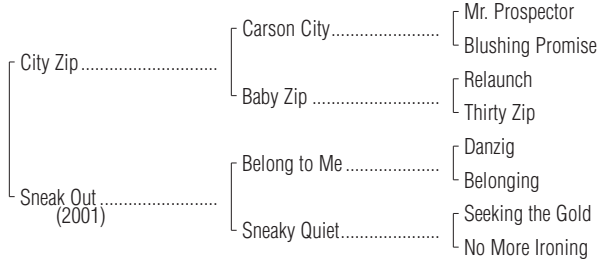 Mr. Prospector
Carson City
Blushing Promise
City Zip
Relaunch
Baby Zip
Thirty Zip
Danzig
Belong to Me
Belonging
Sneak Out
(2001)
Seeking the Gold
Sneaky Quiet
No More Ironing